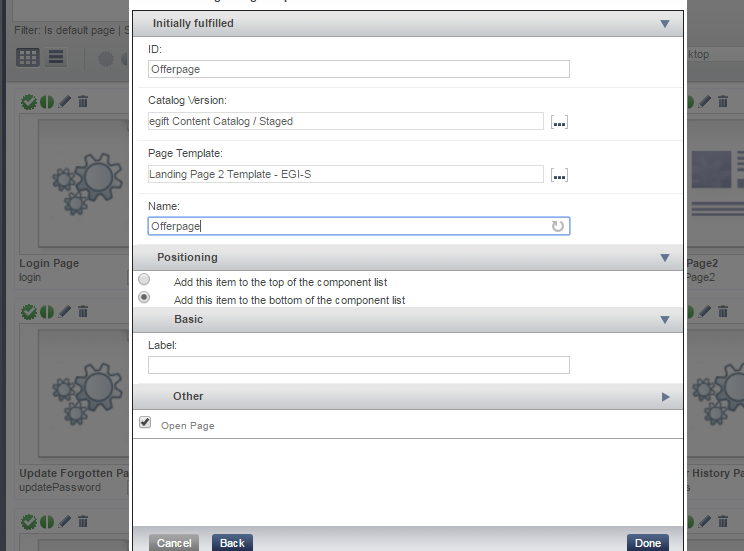 Initially fulfilled
Filter: Is default page | S
ID:
Offerpage
ktop
Catalog Version:
egift Content Catalog / Staged
...
Page Template:
Landing Page 2 Template - EGI-S
...
Name:
Offerpage
Login Page
login
Page2
Page2
Positioning
Add this item to the top of the component list
Add this item to the bottom of the component list
Basic
Label:
Other
Open Page
Update Forgotten Pa
updatePassword
r History Pa
s
Cancel
Back
Done